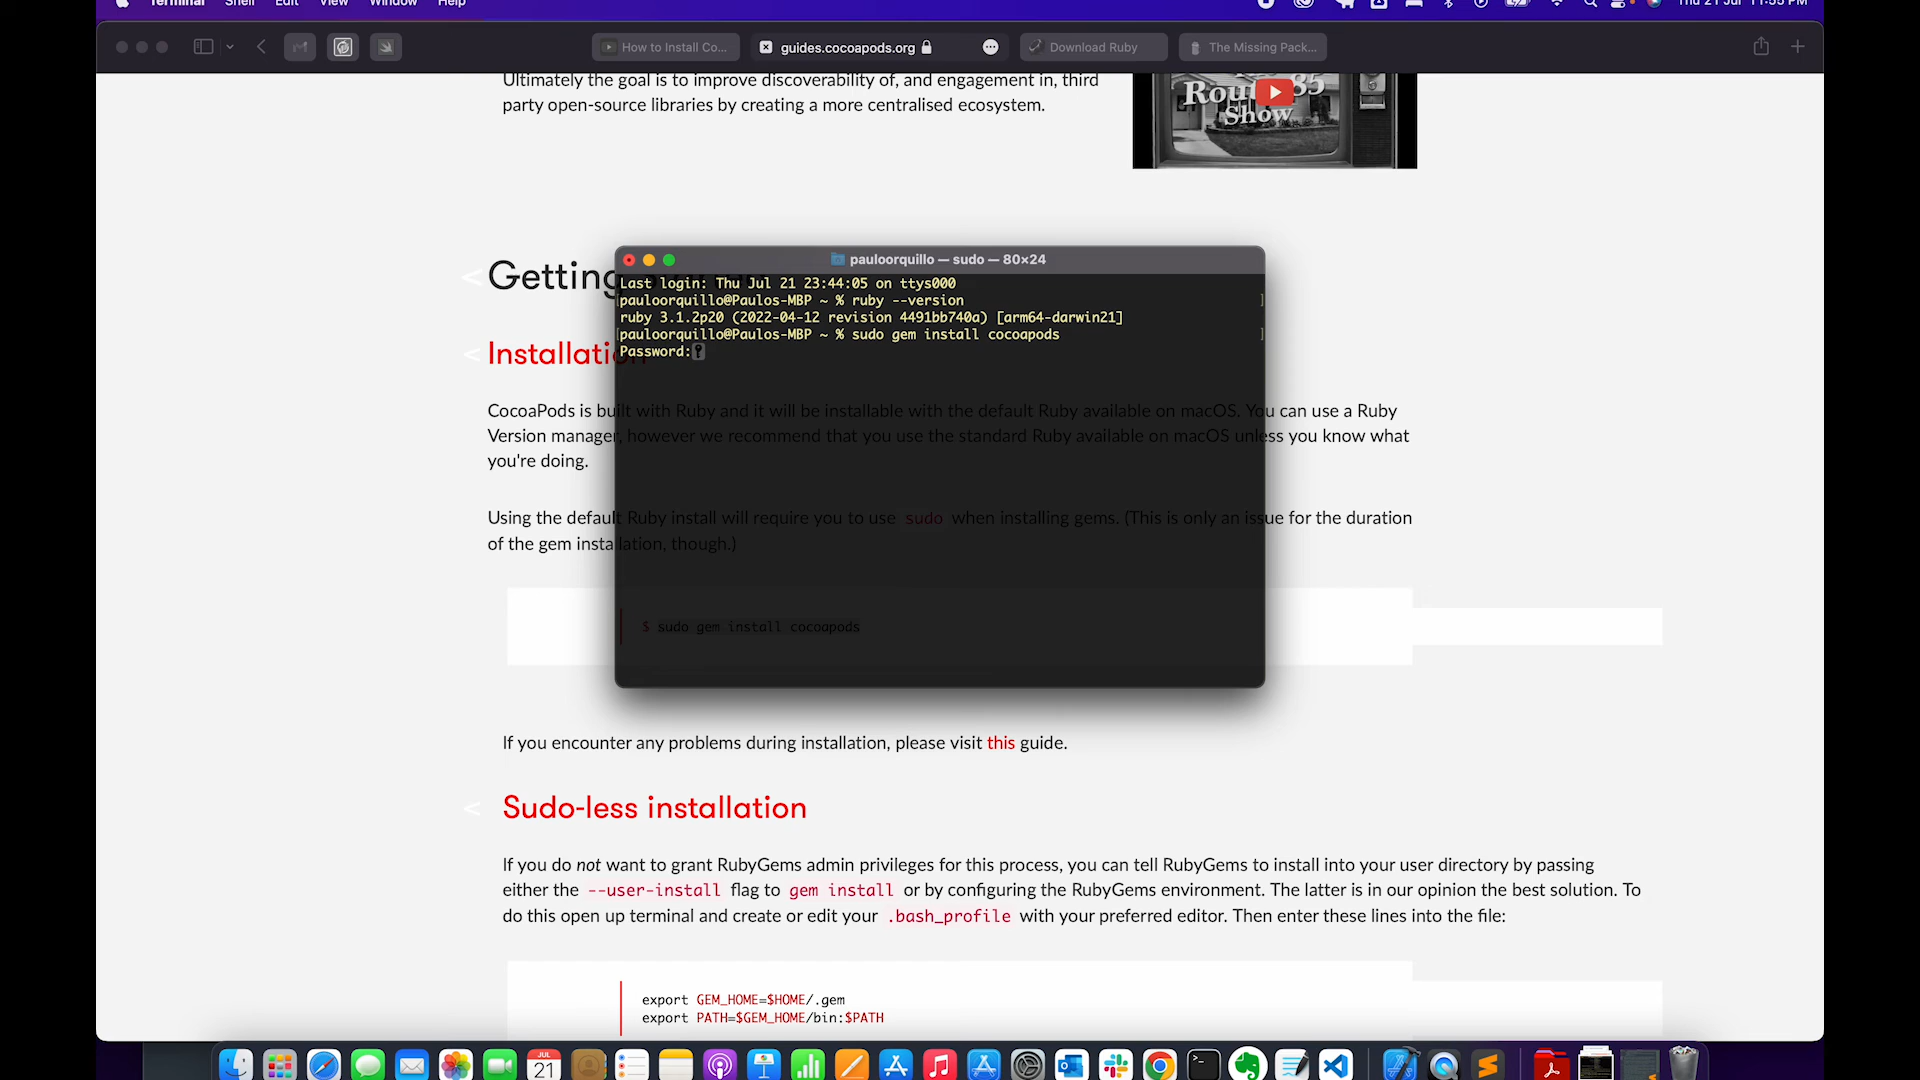 Terminal Shell Edit View Window Help
Thu 21 Jul 11:55 PM
How to Install Co...
guides.cocoapods.org
Download Ruby
The Missing Pack...
Ultimately the goal is to improve discoverability of, and engagement in, third
party open-source libraries by creating a more centralised ecosystem.
Route 85
Show
Getting
pauloorquillo — sudo — 80×24
Last login: Thu Jul 21 23:44:05 on ttys000
pauloorquillo@Paulos-MBP ~ % ruby --version
ruby 3.1.2p20 (2022-04-12 revision 4491bb740a) [arm64-darwin21]
pauloorquillo@Paulos-MBP ~ % sudo gem install cocoapods
Password:
< Installation
CocoaPods is built with Ruby and it will be installable with the default Ruby available on macOS. You can use a Ruby
Version manager, however we recommend that you use the standard Ruby available on macOS unless you know what
you're doing.
Using the default Ruby install will require you to use sudo when installing gems. (This is only an issue for the duration
of the gem installation, though.)
$ sudo gem install cocoapods
If you encounter any problems during installation, please visit this guide.
< Sudo-less installation
If you do not want to grant RubyGems admin privileges for this process, you can tell RubyGems to install into your user directory by passing
either the --user-install flag to gem install or by configuring the RubyGems environment. The latter is in our opinion the best solution. To
do this open up terminal and create or edit your .bash_profile with your preferred editor. Then enter these lines into the file:
export GEM_HOME=$HOME/.gem
export PATH=$GEM_HOME/bin:$PATH
JUL
21